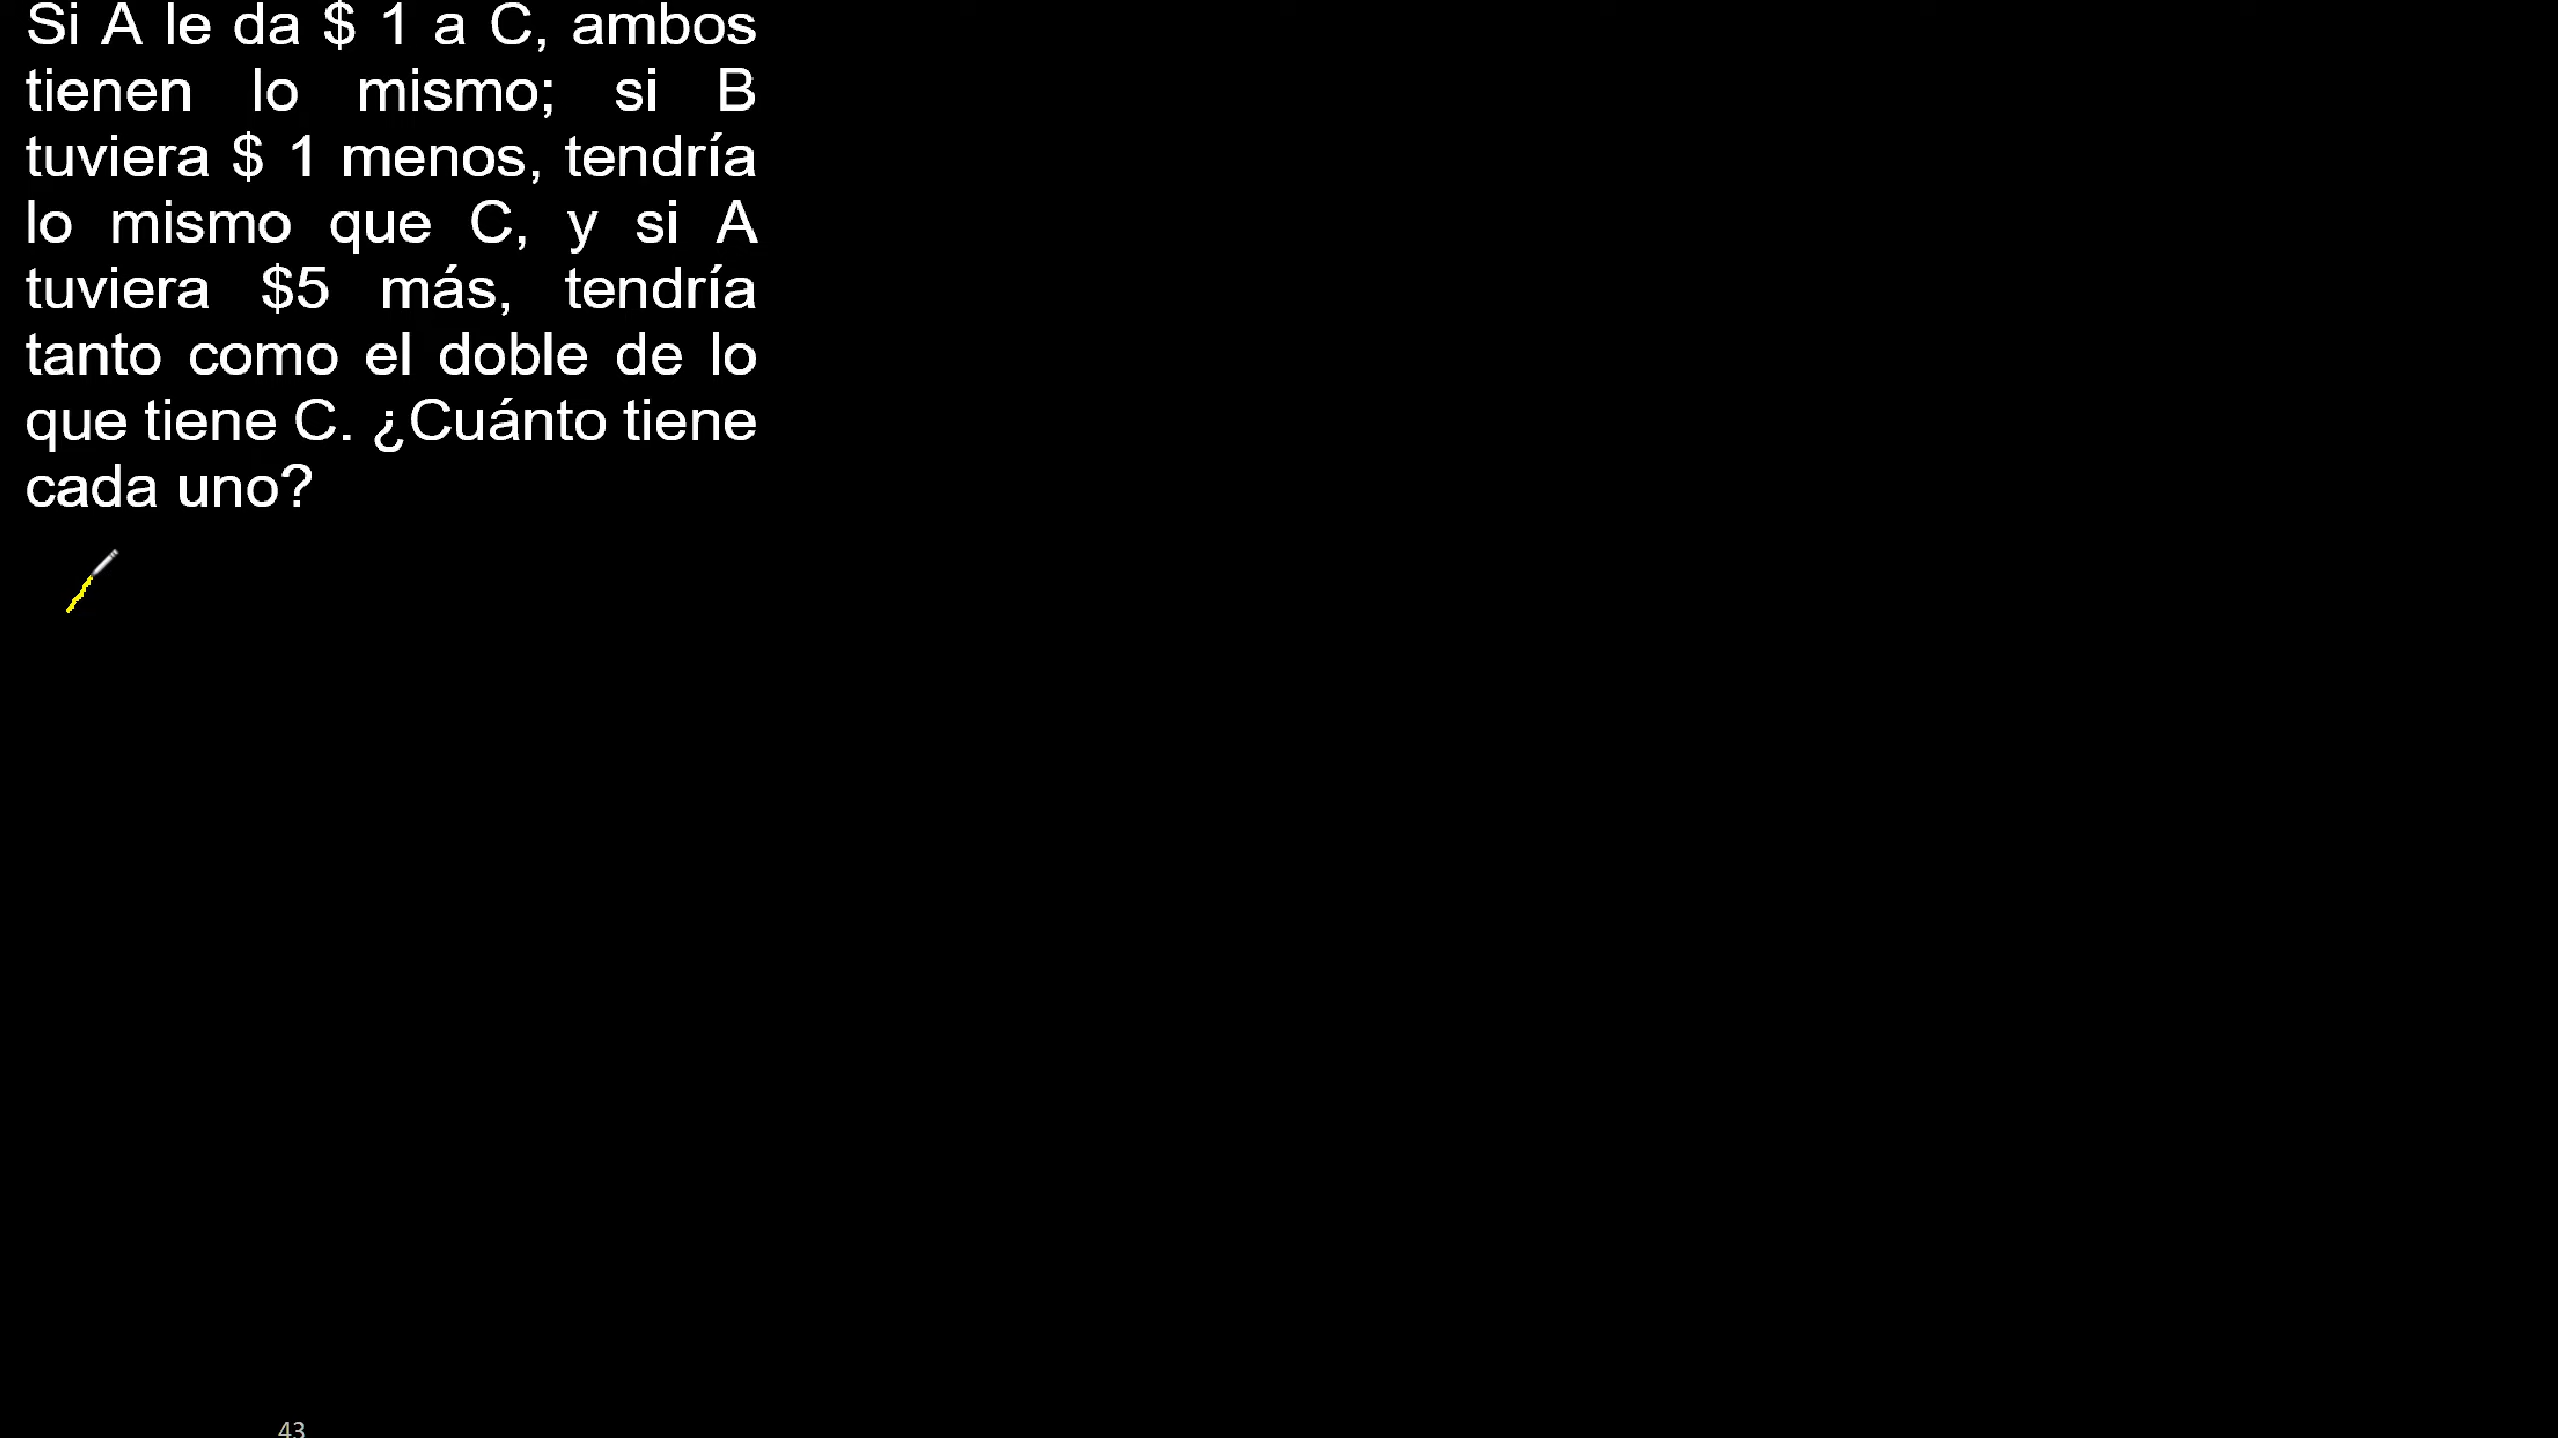 Si A le da $ 1 a C, ambos
tienen lo mismo; si B
tuviera $ 1 menos, tendría
lo mismo que C, y si A
tuviera $5 más, tendría
tanto como el doble de lo
que tiene C. ¿Cuánto tiene
cada uno?
43